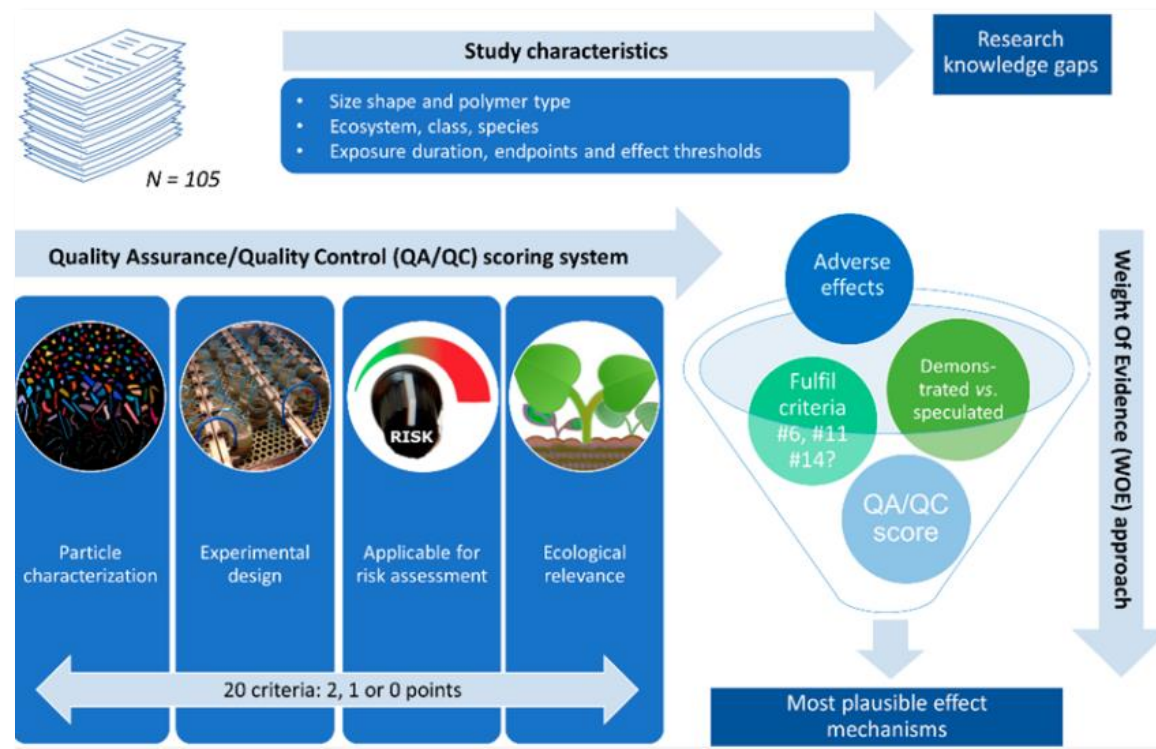 Study characteristics
Research
knowledge gaps
• Size shape and polymer type
• Ecosystem, class, species
• Exposure duration, endpoints and effect thresholds
N = 105
Quality Assurance/Quality Control (QA/QC) scoring system
RISK
Particle
characterization
Experimental
design
Applicable for
risk assessment
Ecological
relevance
20 criteria: 2, 1 or 0 points
Adverse
effects
Demons-
trated vs.
speculated
Fulfil
criteria
#6, #11
#14?
QA/QC
score
Weight Of Evidence (WOE) approach
Most plausible effect
mechanisms